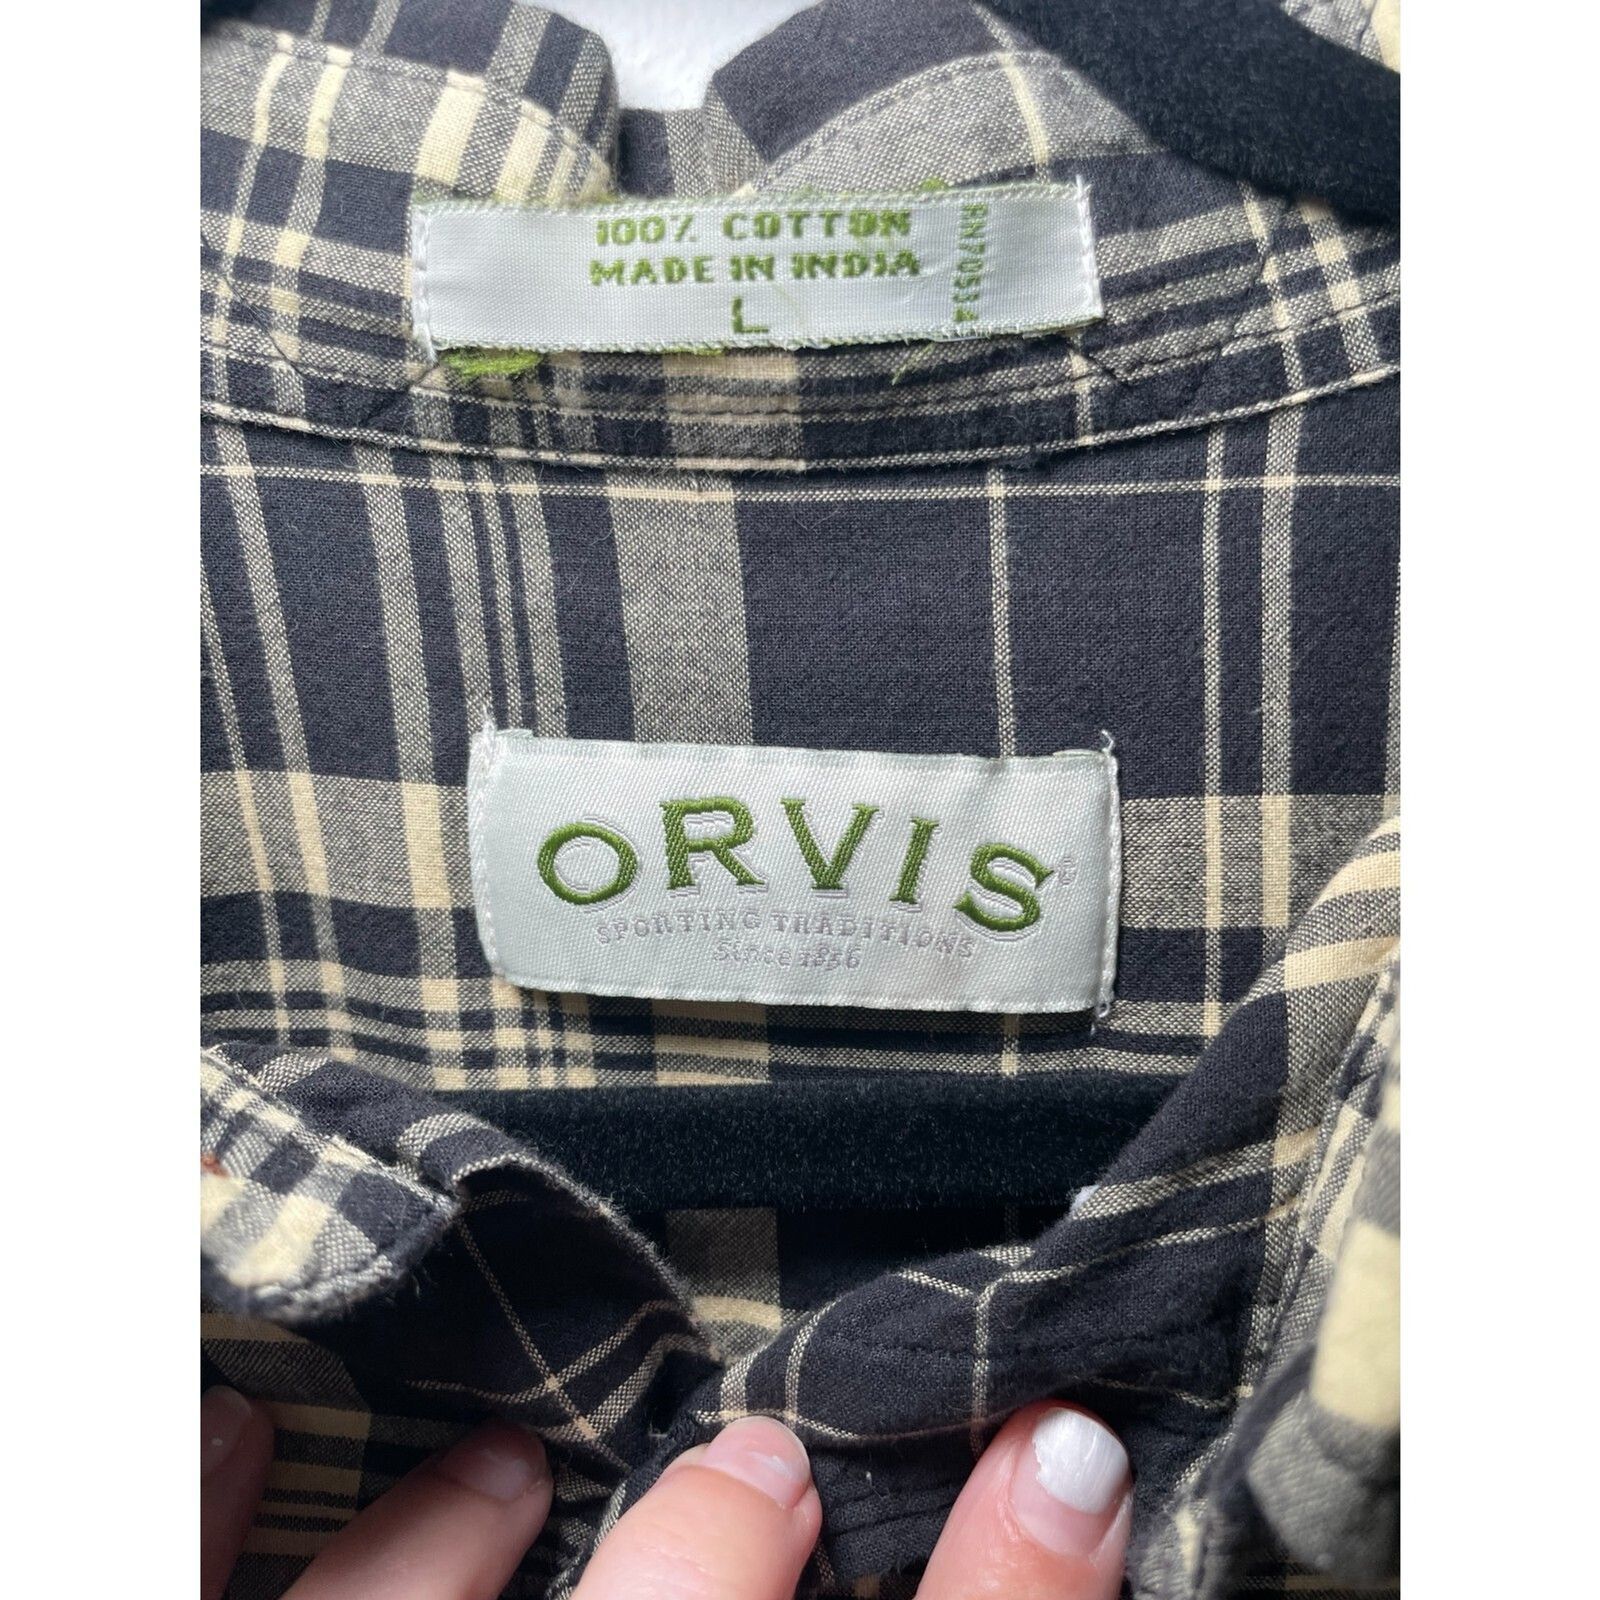 100% COTTON
MADE IN INDIA
L
RN70534
ORVIS
SPORTING TRADITIONS
Since 1856